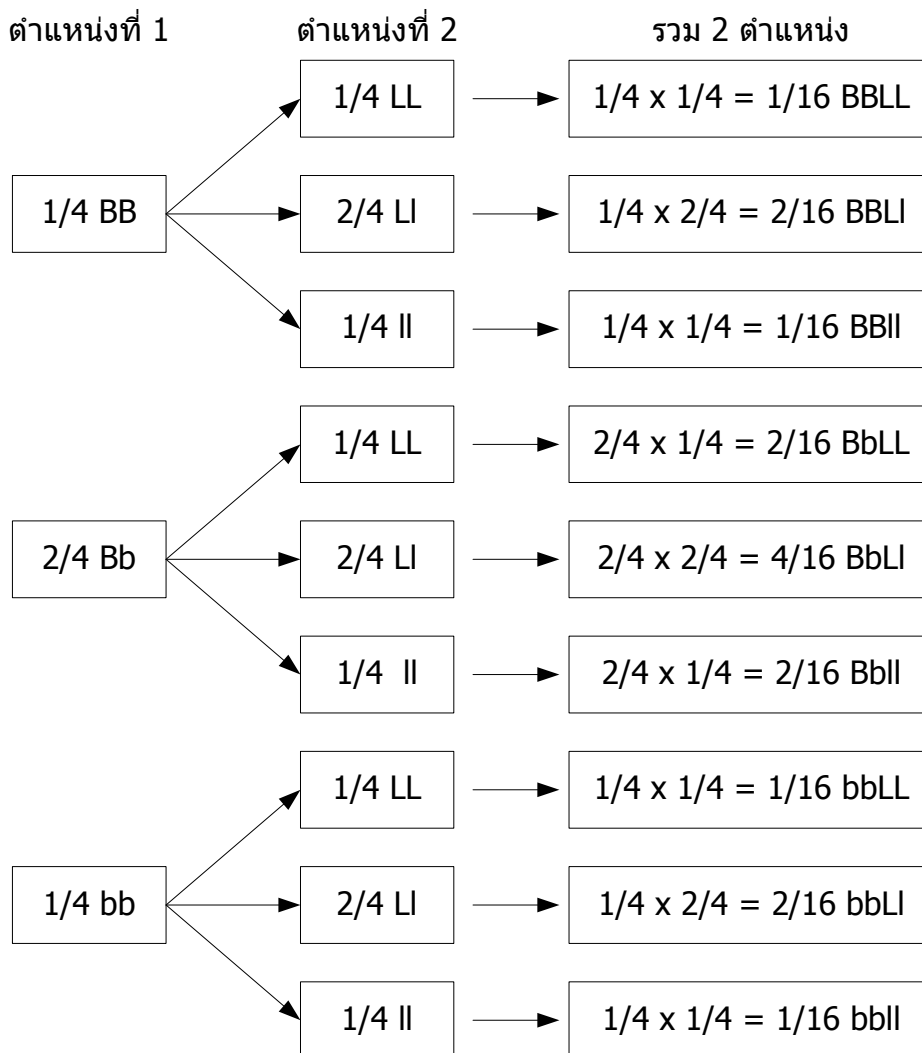 ตำแหน่งที่ 1 ตำแหน่งที่ 2 รวม 2 ตำแหน่ง
1/4 LL 1/4 x 1/4 = 1/16 BBLL
1/4 BB 2/4 Ll 1/4 x 2/4 = 2/16 BBLl
1/4 ll 1/4 x 1/4 = 1/16 BBll
1/4 LL 2/4 x 1/4 = 2/16 BbLL
2/4 Bb 2/4 Ll 2/4 x 2/4 = 4/16 BbLl
1/4 ll 2/4 x 1/4 = 2/16 Bbll
1/4 LL 1/4 x 1/4 = 1/16 bbLL
1/4 bb 2/4 Ll 1/4 x 2/4 = 2/16 bbLl
1/4 ll 1/4 x 1/4 = 1/16 bbll